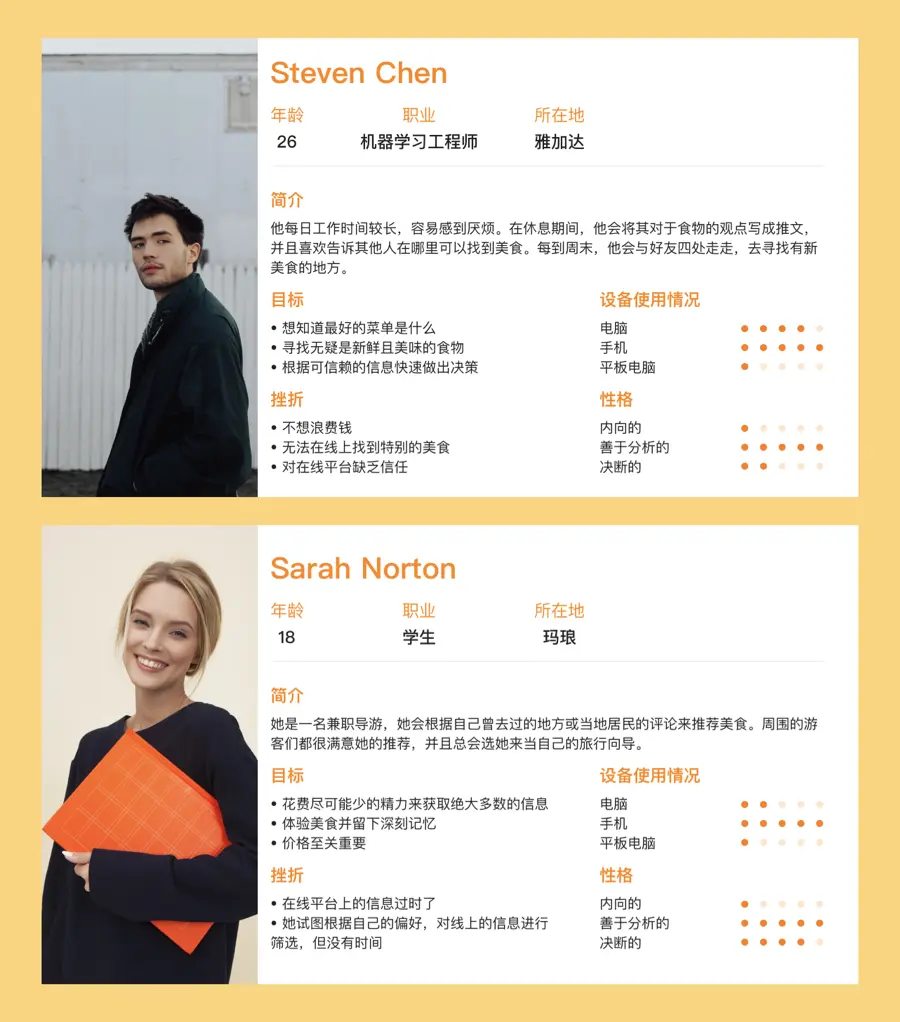 Steven Chen
年龄 职业 所在地
26 机器学习工程师 雅加达
简介
他每日工作时间较长，容易感到厌烦。在休息期间，他会将其对于食物的观点写成推文，
并且喜欢告诉其他人在哪里可以找到美食。每到周末，他会与好友四处走走，去寻找有新
美食的地方。
目标
• 想知道最好的菜单是什么
• 寻找无疑是新鲜且美味的食物
• 根据可信赖的信息快速做出决策
设备使用情况
电脑
手机
平板电脑
挫折
• 不想浪费钱
• 无法在线上找到特别的美食
• 对在线平台缺乏信任
性格
内向的
善于分析的
决断的
Sarah Norton
年龄 职业 所在地
18 学生 玛琅
简介
她是一名兼职导游，她会根据自己曾去过的地方或当地居民的评论来推荐美食。周围的游
客们都很满意她的推荐，并且总会选她来当自己的旅行向导。
目标
• 花费尽可能少的精力来获取绝大多数的信息
• 体验美食并留下深刻记忆
• 价格至关重要
设备使用情况
电脑
手机
平板电脑
挫折
• 在线平台上的信息过时了
• 她试图根据自己的偏好，对线上的信息进行
筛选，但没有时间
性格
内向的
善于分析的
决断的